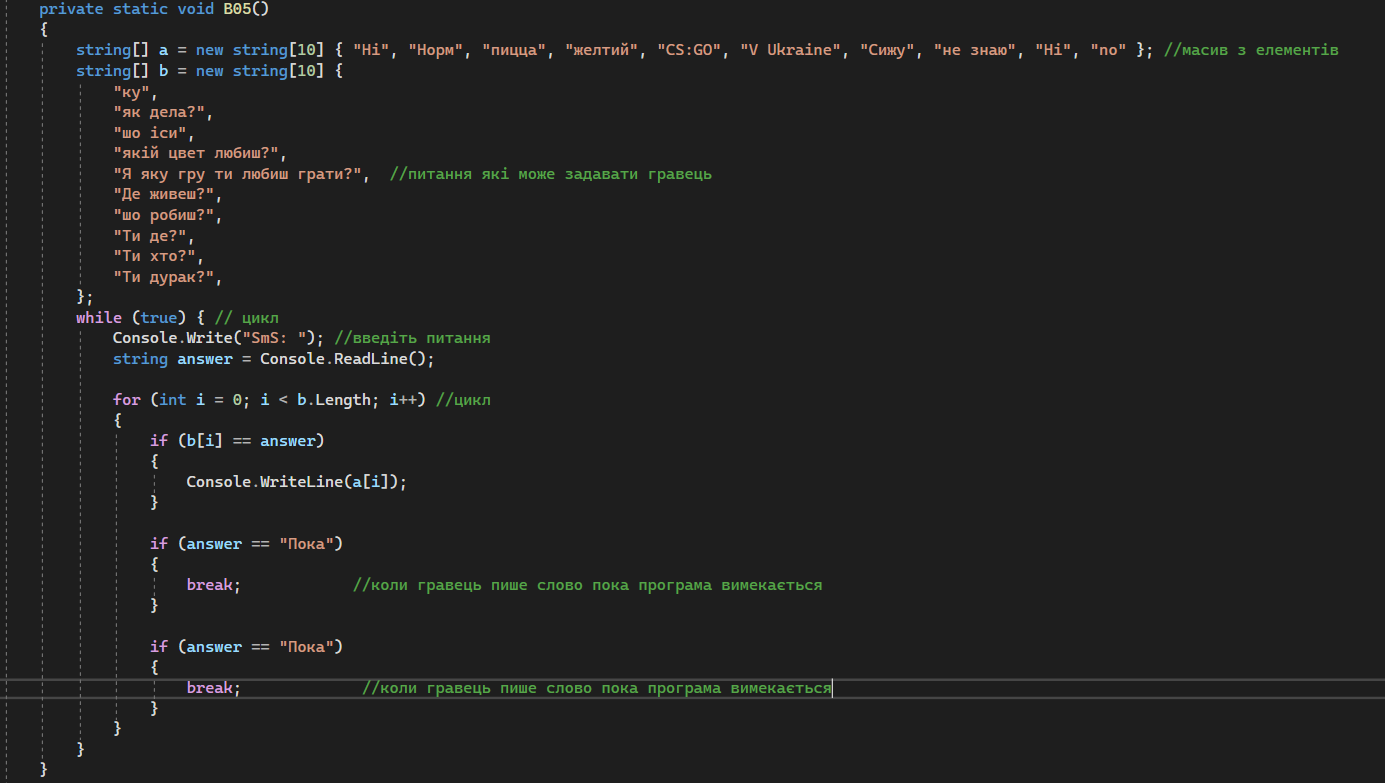 private static void B05()
{
string[] a = new string[10] { "Ні", "Норм", "пицца", "желтий", "CS:GO", "V Ukraine", "Сижу", "не знаю", "Ні", "по" }; //масив з елементів
string[] b = new string[10] {
"ку",
"як дела?",
"шо іси",
"якій цвет любиш?",
"Я яку гру ти любиш грати?", //питання які може задавати гравець
"Де живеш?",
"шо робиш?",
"Ти де?",
"Ти хто?",
"Ти дурак?",
};
while (true) { // цикл
Console.Write("SmS: "); //введіть питання
string answer = Console.ReadLine();
for (int i = 0; i < b.Length; i++) //цикл
{
if (b[i] == answer)
{
Console.WriteLine(a[i]);
}
if (answer == "Пока")
{
break; //коли гравець пише слово пока програма вимекається
}
if (answer == "Пока")
{
break; //коли гравець пише слово пока програма вимекається
}
}
}
}